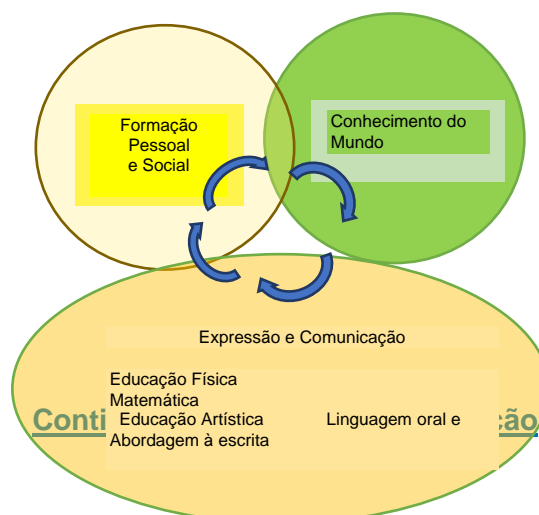 Formação
Pessoal
e Social
Conhecimento do
Mundo
Expressão e Comunicação
Educação Física
Matemática
Educação Artística Linguagem oral e
Abordagem à escrita